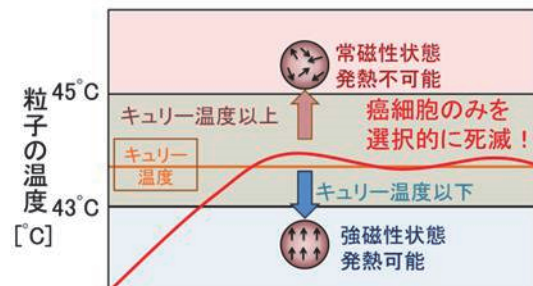 常磁性状態
発熱不可能
45°C
キュリー温度以上
癌細胞のみを
選択的に死滅！
キュリー
温度
粒子の温度
[°C]
キュリー温度以下
43°C
強磁性状態
発熱可能